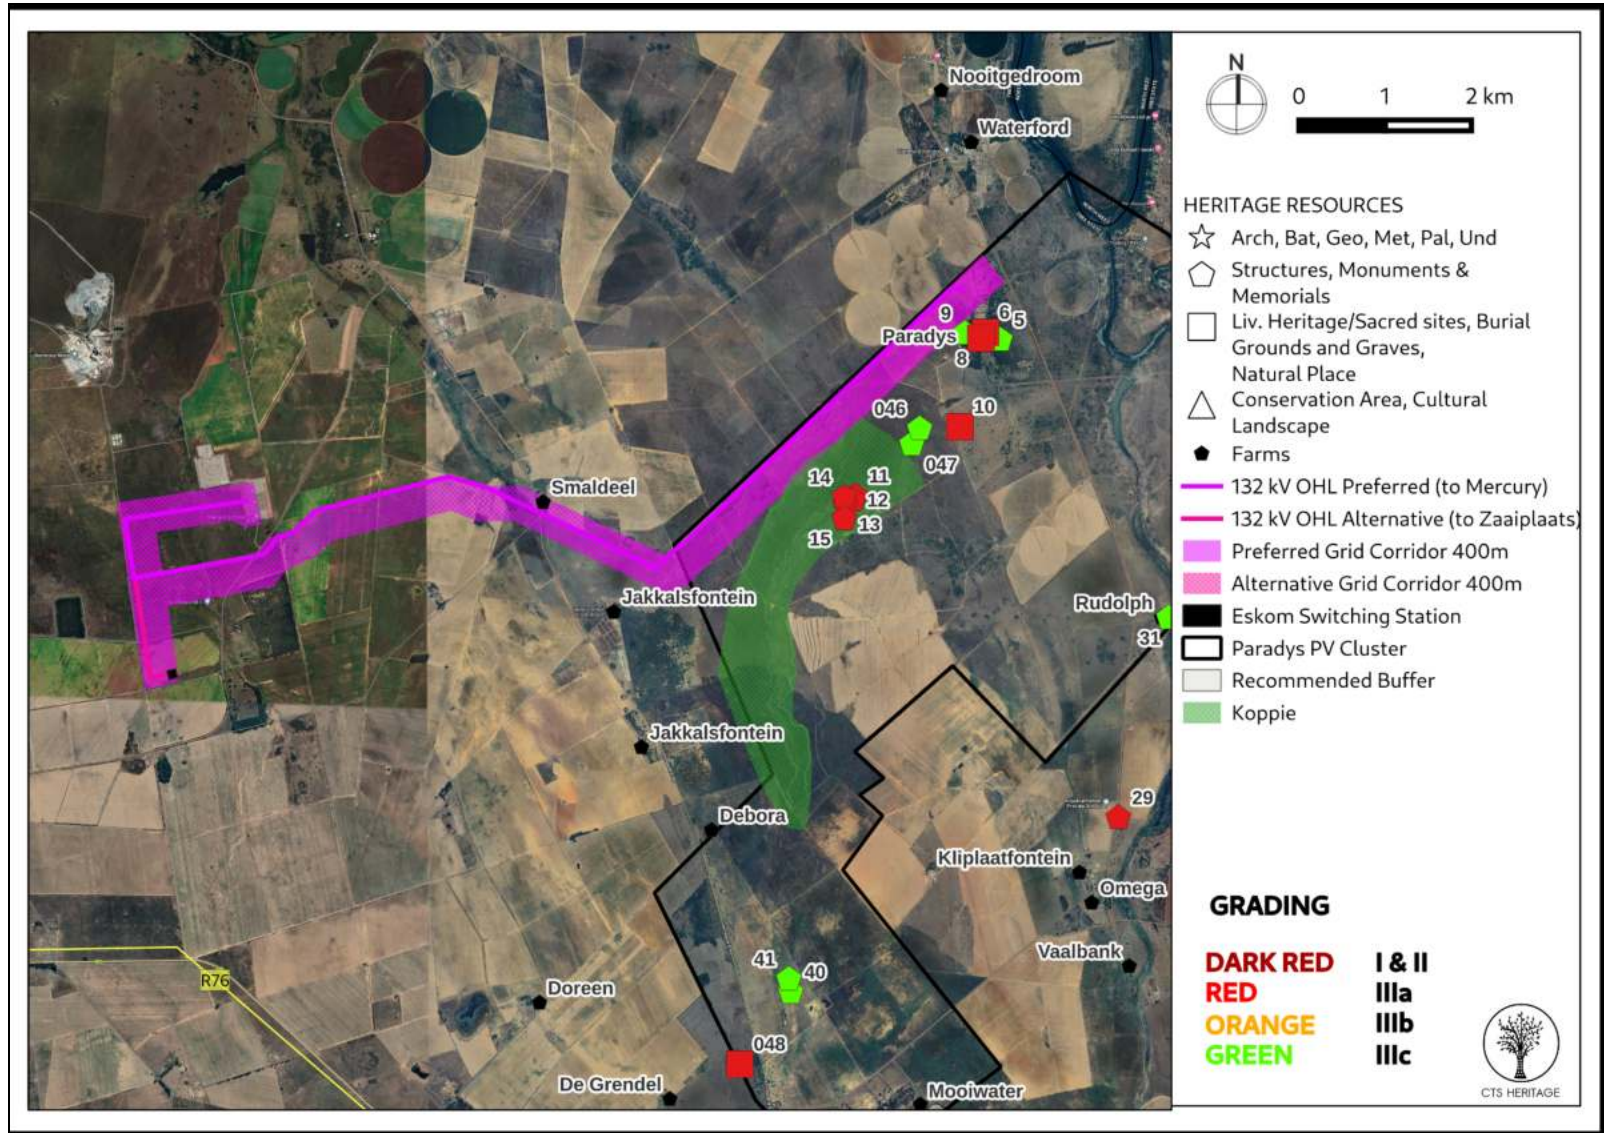 Nooitgedroom
Waterford
9
6
5
Paradys
8
046
10
047
14
11
12
13
15
Smaldeel
Jakkalsfontein
Rudolph
31
Jakkalsfontein
Debora
29
Kliplaatfontein
Omega
Vaalbank
41
40
R76
Doreen
048
De Grendel
Mooiwater
N
0 1 2 km
HERITAGE RESOURCES
Arch, Bat, Geo, Met, Pal, Und
Structures, Monuments &
Memorials
Liv. Heritage/Sacred sites, Burial
Grounds and Graves,
Natural Place
Conservation Area, Cultural
Landscape
Farms
132 kV OHL Preferred (to Mercury)
132 kV OHL Alternative (to Zaaiplaats)
Preferred Grid Corridor 400m
Alternative Grid Corridor 400m
Eskom Switching Station
Paradys PV Cluster
Recommended Buffer
Koppie
GRADING
DARK RED I & II
RED IIIa
ORANGE IIIb
GREEN IIIc
CTS HERITAGE